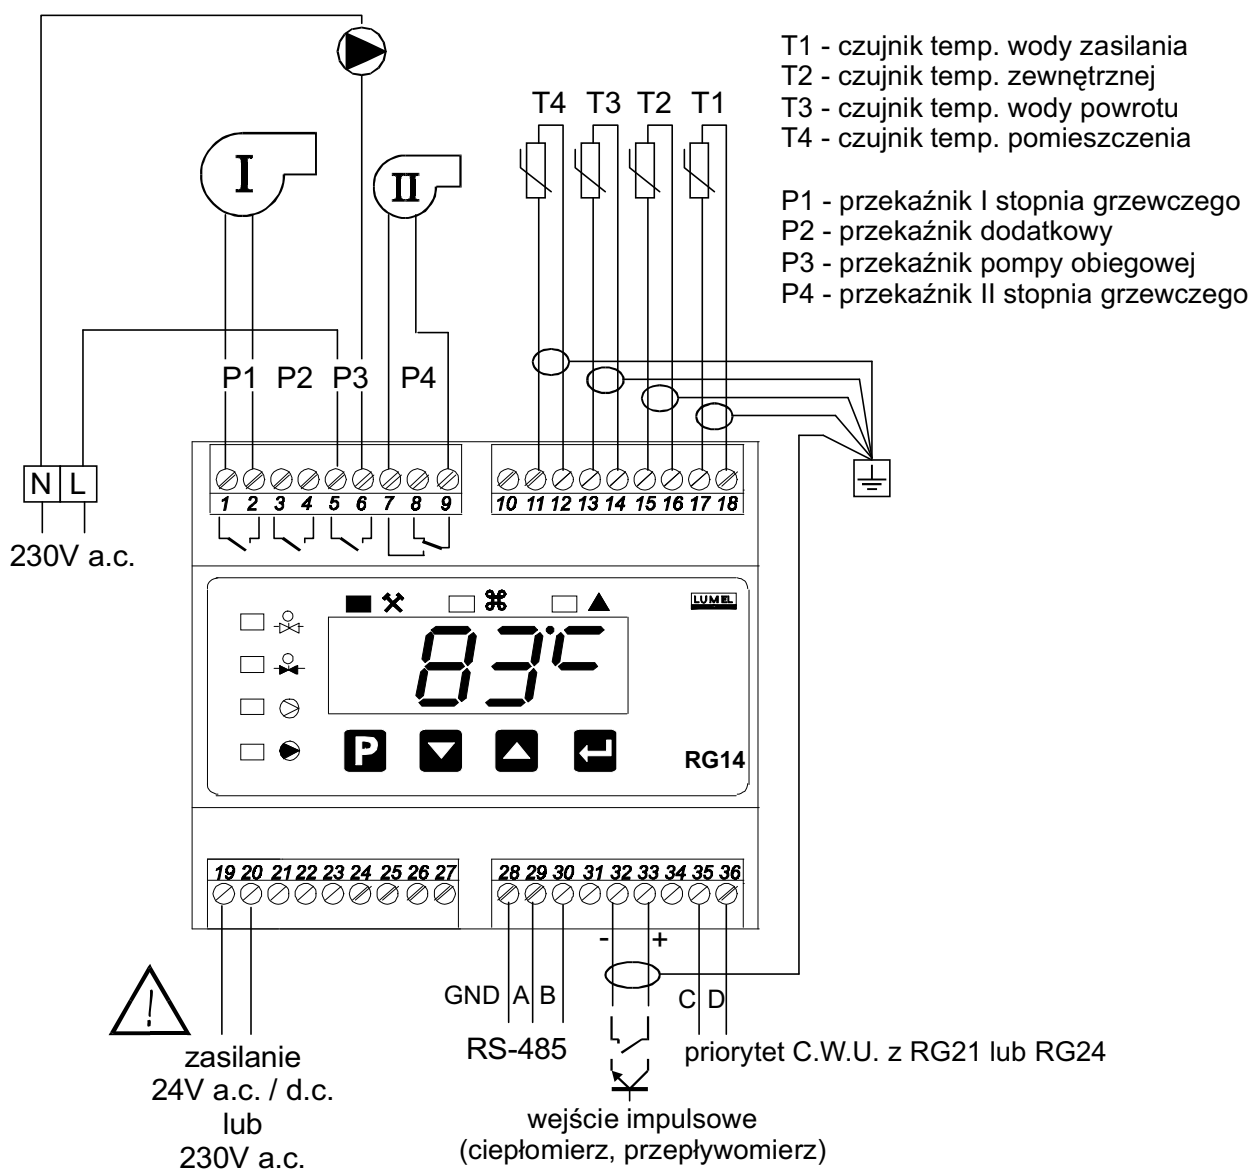 T1 - czujnik temp. wody zasilania
T2 - czujnik temp. zewnętrznej
T3 - czujnik temp. wody powrotu
T4 - czujnik temp. pomieszczenia
P1 - przekaźnik I stopnia grzewczego
P2 - przekaźnik dodatkowy
P3 - przekaźnik pompy obiegowej
P4 - przekaźnik II stopnia grzewczego
T4 T3 T2 T1
I
II
P1 P2 P3 P4
N L
230V a.c.
1 2 3 4 5 6 7 8 9
10 11 12 13 14 15 16 17 18
LUMEL
83°C
P
RG14
19 20 21 22 23 24 25 26 27
28 29 30 31 32 33 34 35 36
- +
GND A B
C D
RS-485
priorytet C.W.U. z RG21 lub RG24
!
zasilanie
24V a.c. / d.c.
lub
230V a.c.
wejście impulsowe
(ciepłomierz, przepływomierz)